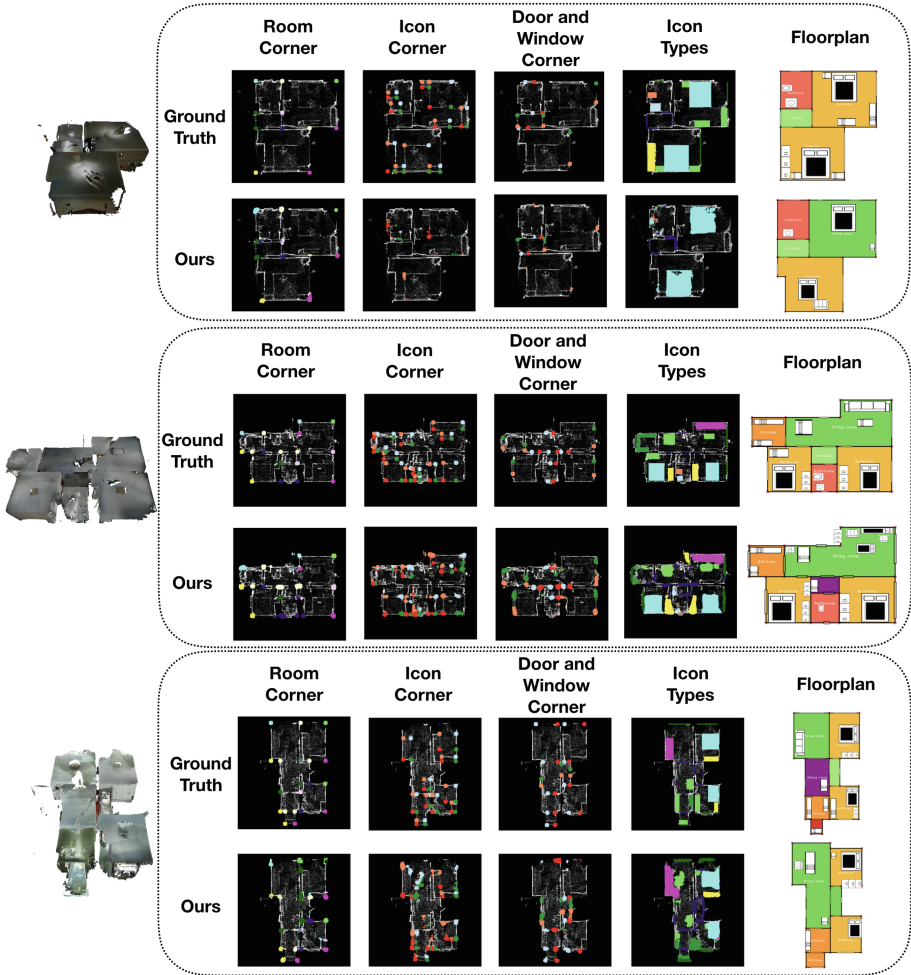 Room Corner
Icon Corner
Door and Window Corner
Icon Types
Floorplan
Ground Truth
Ours
Room Corner
Icon Corner
Door and Window Corner
Icon Types
Floorplan
Ground Truth
Ours
Room Corner
Icon Corner
Door and Window Corner
Icon Types
Floorplan
Ground Truth
Ours